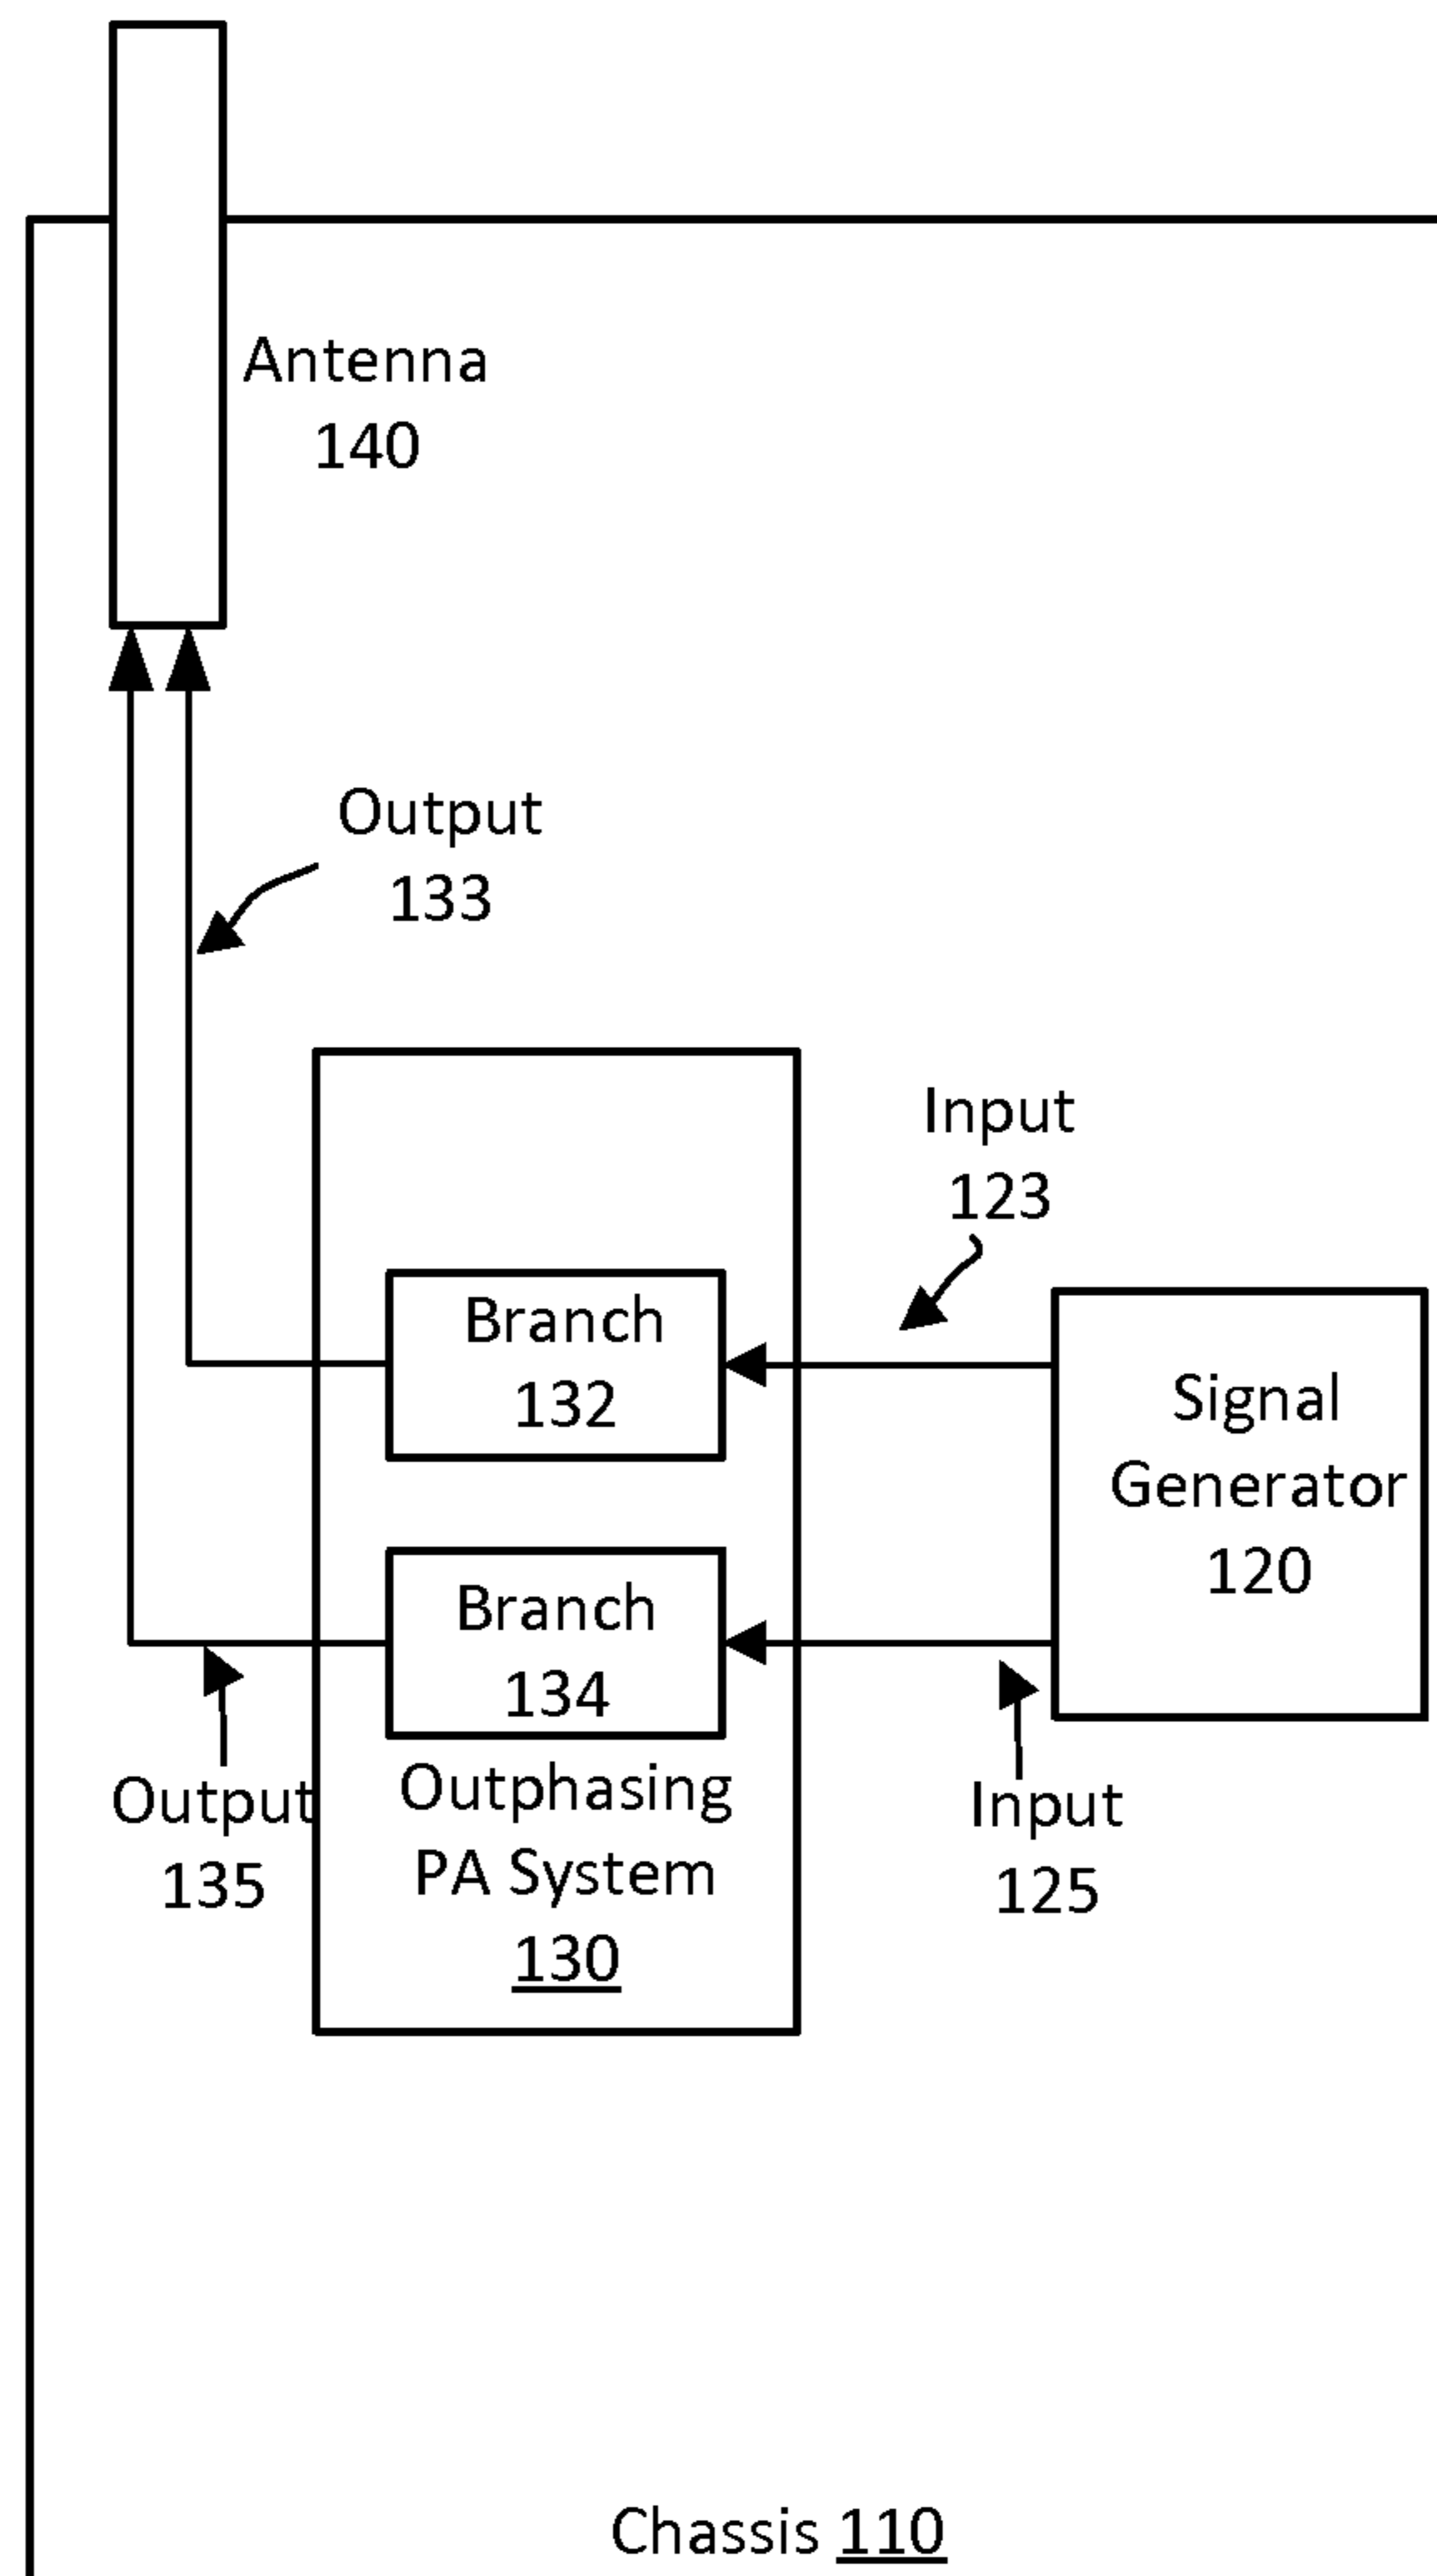 Antenna
140
Output
133
Input
123
Branch
132
Signal
Generator
120
Branch
134
Output
135
Outphasing
PA System
130
Input
125
Chassis 110